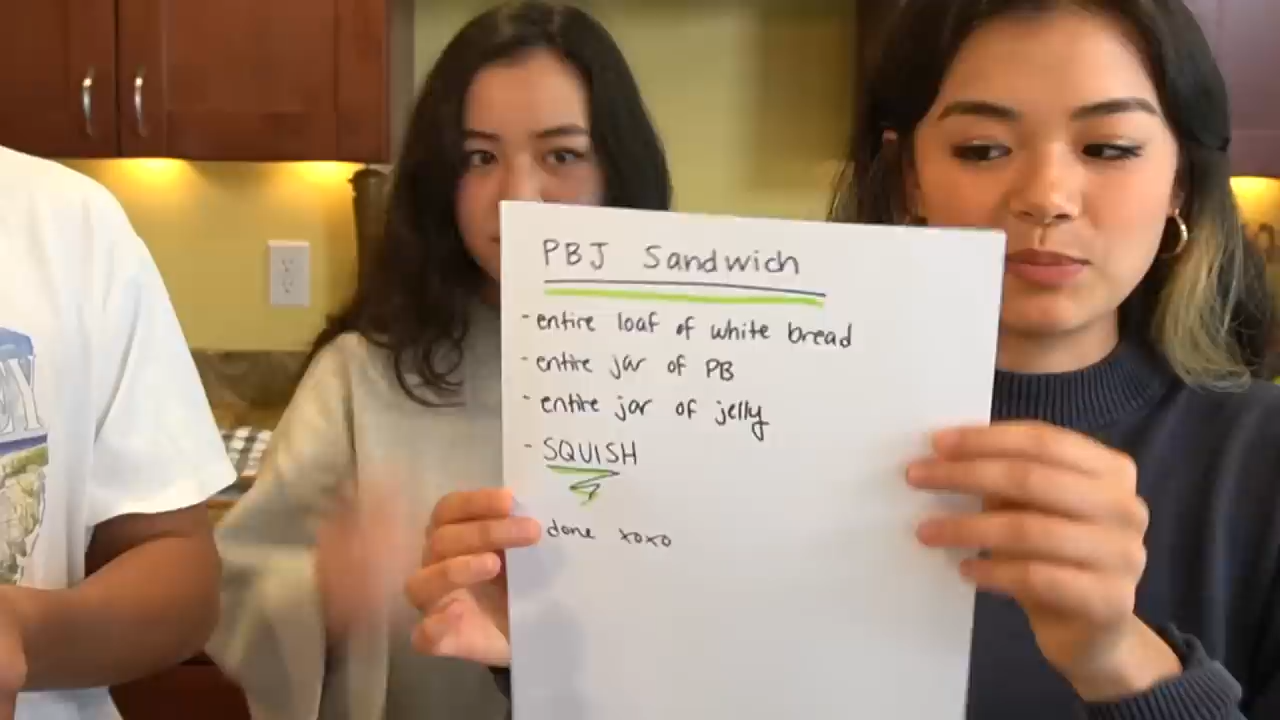 PBJ Sandwich
- entire loaf of white bread
- entire jar of PB
- entire jar of jelly
- SQUISH
done xoxo